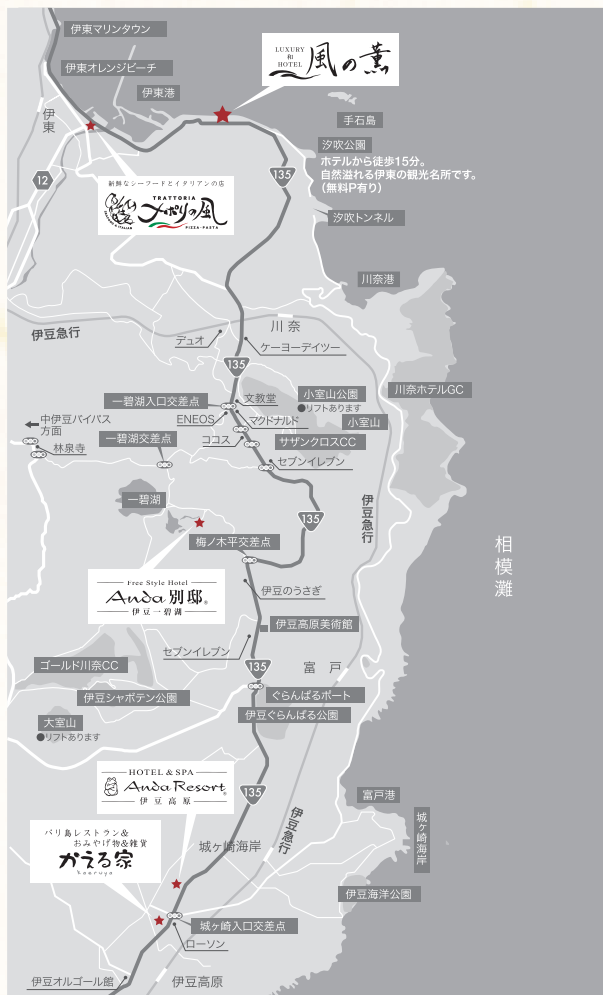 伊東マリンタウン
LUXURY
和
HOTEL
風の薫
伊東オレンジビーチ
伊東港
手石島
伊東
汐吹公園
ホテルから徒歩15分。
自然溢れる伊東の観光名所です。
（無料P有り）
135
12
新鮮なシーフードとイタリアンの店
TRATTORIA
ナポリの風
PIZZA・PASTA
汐吹トンネル
川奈港
伊豆急行
川奈
デュオ
ケーヨーデイツー
135
川奈ホテルGC
小室山公園
●リフトあります
文教堂
一碧湖入口交差点
ENEOS
マクドナルド
小室山
中伊豆バイパス
方面
林泉寺
一碧湖交差点
ココス
サザンクロスCC
セブンイレブン
一碧湖
伊豆急行
135
梅ノ木平交差点
相模灘
Free Style Hotel
Anda別邸®
伊豆一碧湖
伊豆のうさぎ
伊豆高原美術館
セブンイレブン
ゴールド川奈CC
135
富戸
伊豆シャボテン公園
ぐらんぱるポート
伊豆ぐらんぱる公園
大室山
●リフトあります
HOTEL & SPA
Anda Resort®
伊豆高原
135
富戸港
伊豆急行
城ヶ崎海岸
バリ島レストラン&
おみやげ物&雑貨
かえる家
kaeruya
城ヶ崎海岸
伊豆海洋公園
城ヶ崎入口交差点
ローソン
伊豆オルゴール館
伊豆高原